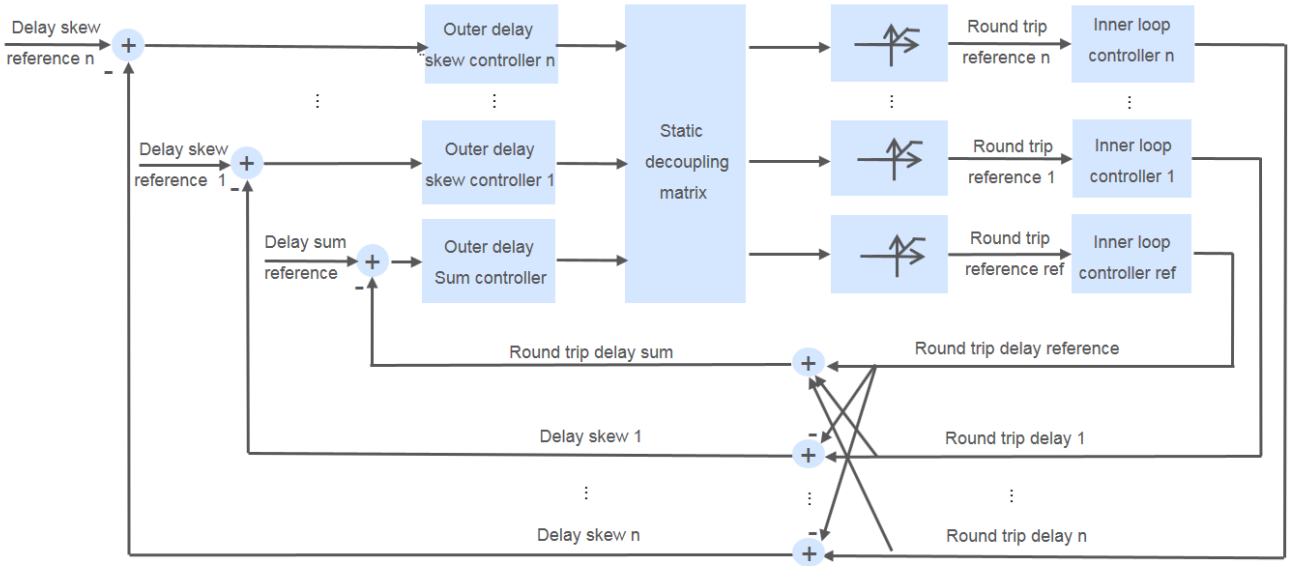 Delay skew
reference n
+
-
Outer delay
¨skew controller n
Round trip
reference n
Inner loop
controller n
⋮
⋮
⋮
⋮
Delay skew
reference 1
+
-
Outer delay
skew controller 1
Static
decoupling
matrix
Round trip
reference 1
Inner loop
controller 1
Delay sum
reference
+
-
Outer delay
Sum controller
Round trip
reference ref
Inner loop
controller ref
Round trip delay sum
+
Round trip delay reference
Delay skew 1
-
+
Round trip delay 1
⋮
⋮
⋮
Delay skew n
-
+
Round trip delay n